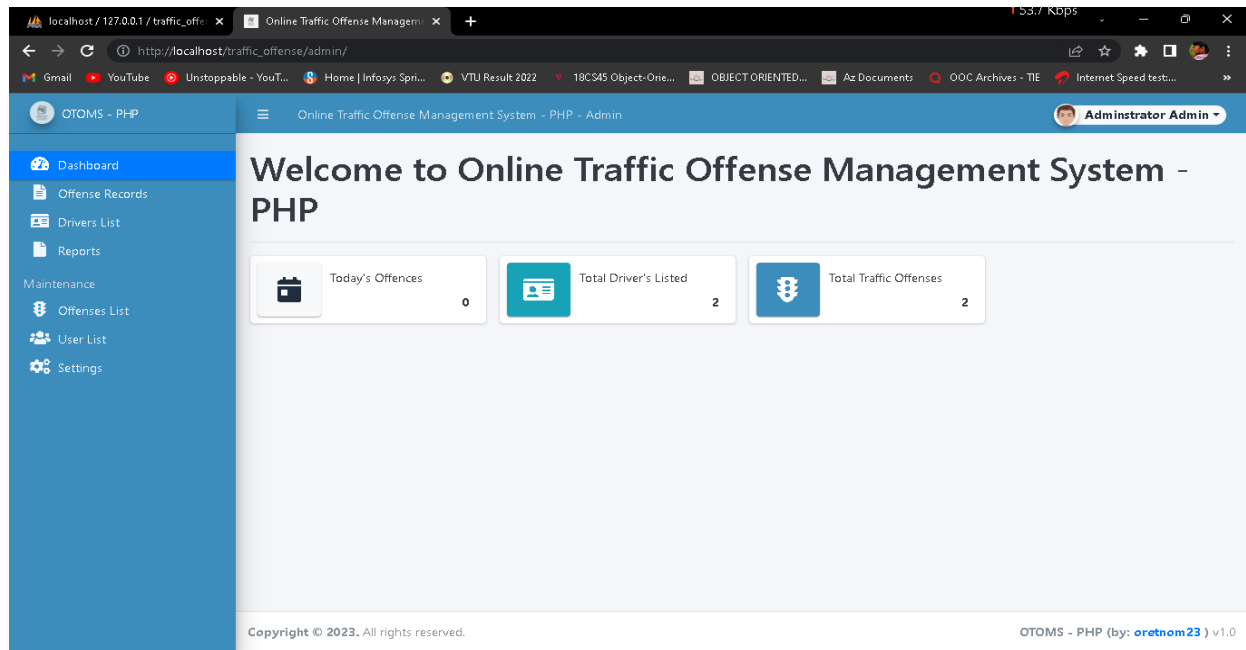 53.7 Kbps
localhost / 127.0.0.1 / traffic_offe
Online Traffic Offense Manageme
http://localhost/traffic_offense/admin/
Gmail YouTube Unstoppable - YouT... Home | Infosys Spri... VTU Result 2022 18CS45 Object-Orie... OBJECT ORIENTED... Az Documents OOC Archives - TIE Internet Speed test:... »
OTOMS - PHP
Online Traffic Offense Management System - PHP - Admin
Adminstrator Admin
Dashboard
Offense Records
Drivers List
Reports
Maintenance
Offenses List
User List
Settings
Welcome to Online Traffic Offense Management System -
PHP
Today's Offences
0
Total Driver's Listed
2
Total Traffic Offenses
2
Copyright © 2023. All rights reserved.
OTOMS - PHP (by: oretnom23 ) v1.0